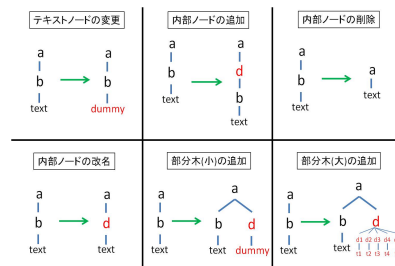 テキストノードの変更
a a
b b
text dummy
内部ノードの追加
a a
b d
text b
text
内部ノードの削除
a
b a
text text
内部ノードの改名
a a
b d
text text
部分木(小)の追加
a a
b b d
text text dummy
部分木(大)の追加
a a
b b d
text text d1 d2 d3 d4
t1 t2 t3 t4